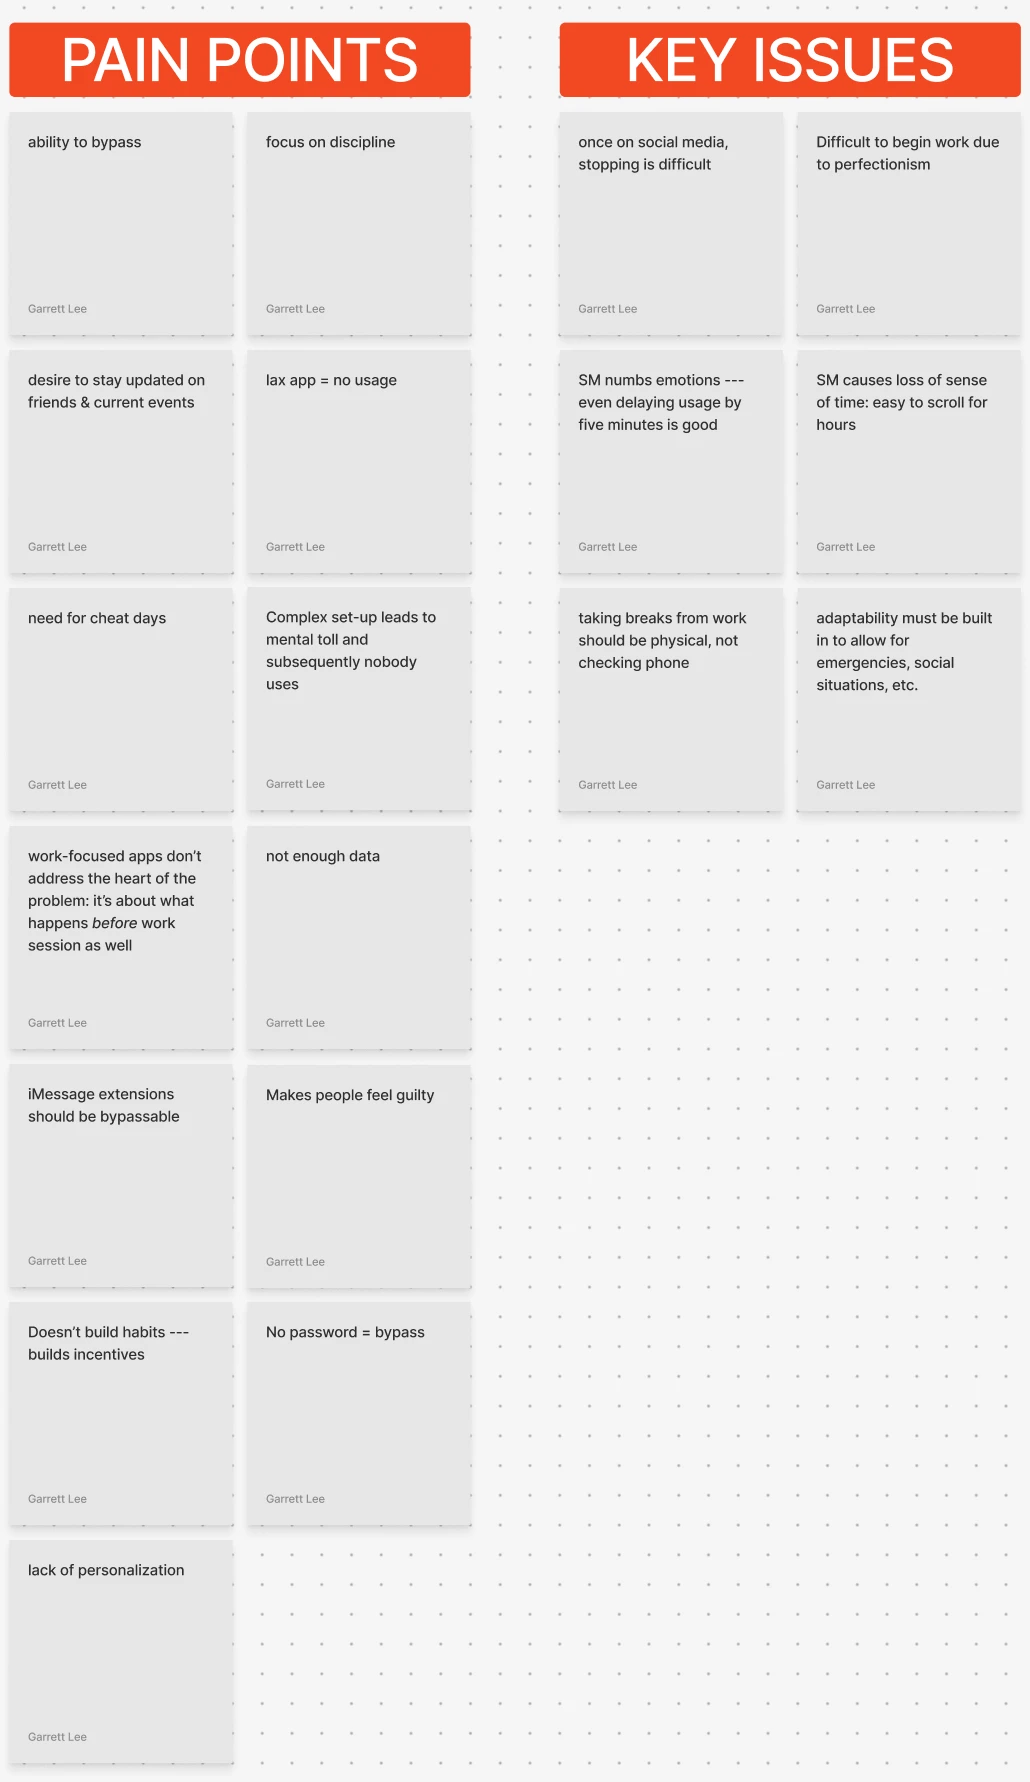 PAIN POINTS
KEY ISSUES
ability to bypass
Garrett Lee
focus on discipline
Garrett Lee
once on social media,
stopping is difficult
Garrett Lee
Difficult to begin work due
to perfectionism
Garrett Lee
desire to stay updated on
friends & current events
Garrett Lee
lax app = no usage
Garrett Lee
SM numbs emotions ---
even delaying usage by
five minutes is good
Garrett Lee
SM causes loss of sense
of time: easy to scroll for
hours
Garrett Lee
need for cheat days
Garrett Lee
Complex set-up leads to
mental toll and
subsequently nobody
uses
Garrett Lee
taking breaks from work
should be physical, not
checking phone
Garrett Lee
adaptability must be built
in to allow for
emergencies, social
situations, etc.
Garrett Lee
work-focused apps don’t
address the heart of the
problem: it’s about what
happens before work
session as well
Garrett Lee
not enough data
Garrett Lee
iMessage extensions
should be bypassable
Garrett Lee
Makes people feel guilty
Garrett Lee
Doesn’t build habits ---
builds incentives
Garrett Lee
No password = bypass
Garrett Lee
lack of personalization
Garrett Lee